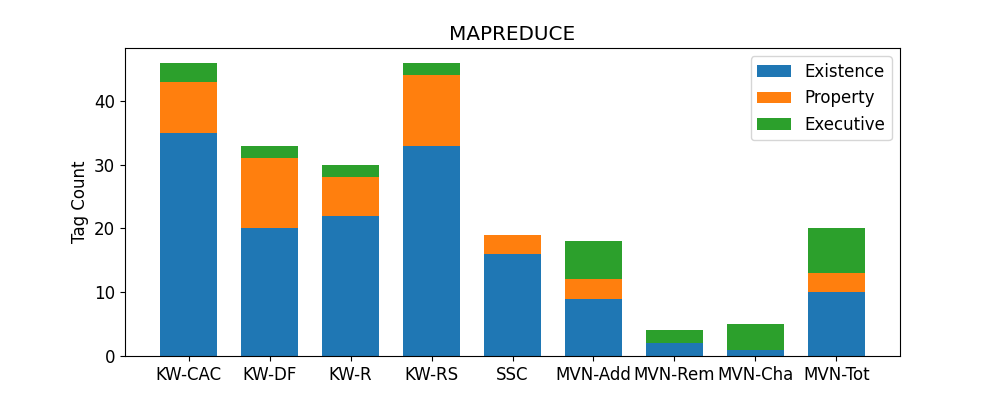 MAPREDUCE
Tag Count
40
30
20
10
0
Existence
Property
Executive
KW-CAC KW-DF KW-R KW-RS SSC MVN-Add MVN-Rem MVN-Cha MVN-Tot